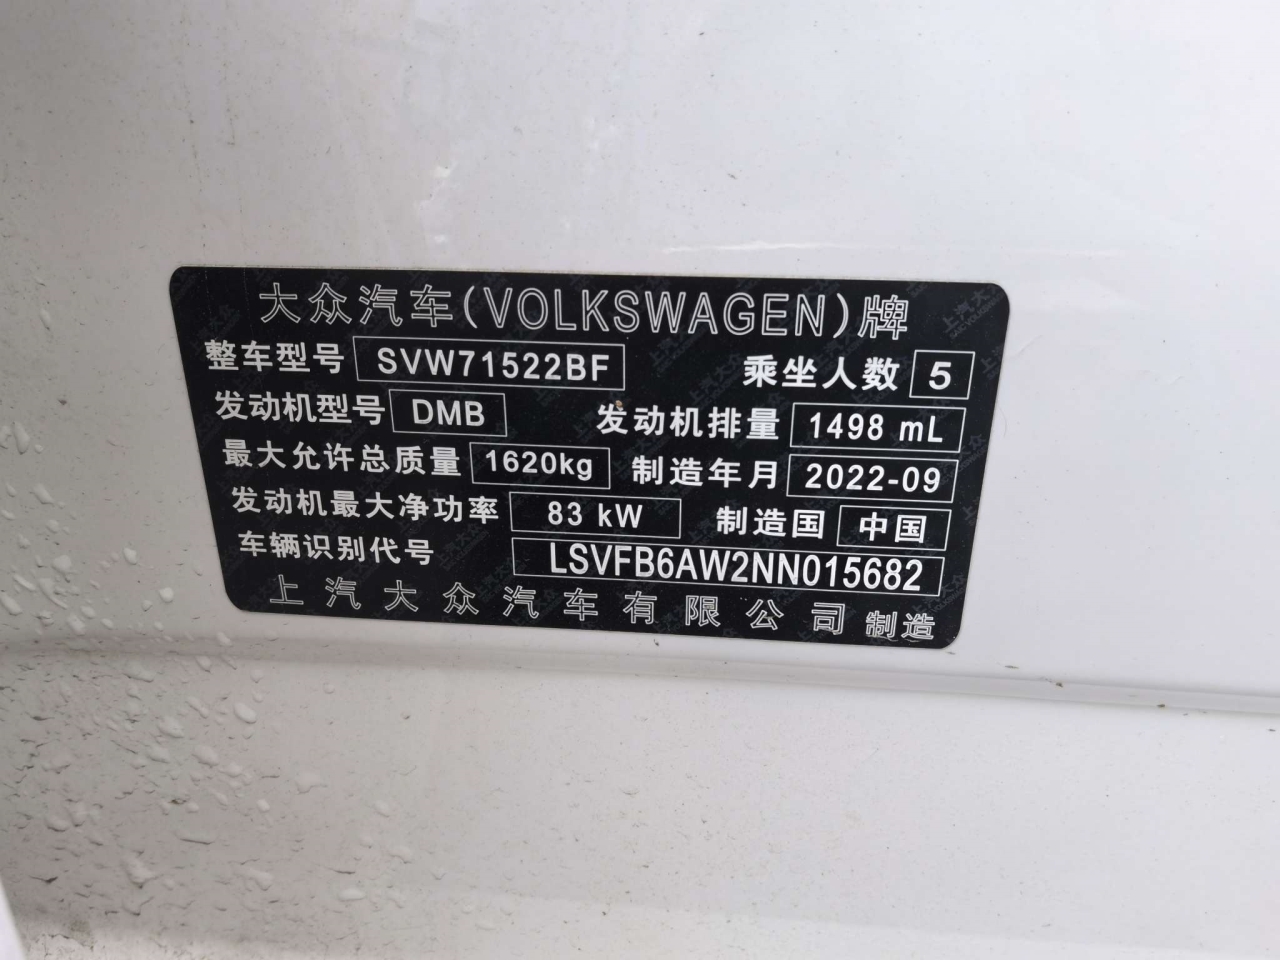 大众汽车(VOLKSWAGEN)牌
整车型号 SVW71522BF 乘坐人数 5
发动机型号 DMB 发动机排量 1498 mL
最大允许总质量 1620kg 制造年月 2022-09
发动机最大净功率 83 kW 制造国 中国
车辆识别代号 LSVFB6AW2NN015682
上汽大众汽车有限公司 制造